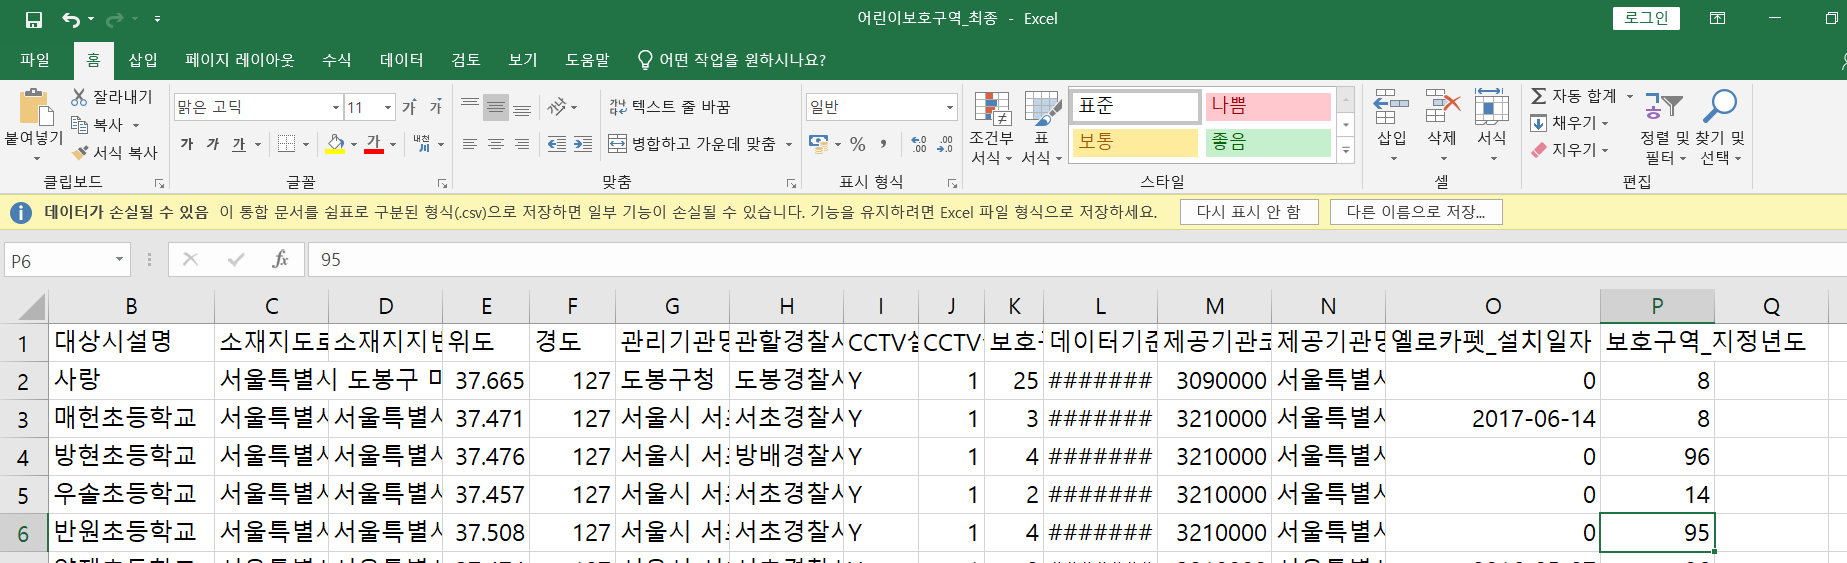 어린이보호구역_최종 - Excel
로그인
파일 홈 삽입 페이지 레이아웃 수식 데이터 검토 보기 도움말 어떤 작업을 원하시나요?
붙여넣기
잘라내기
복사
서식 복사
클립보드
맑은 고딕 11 가 가
가 가 가 가 내천
글꼴
텍스트 줄 바꿈
병합하고 가운데 맞춤
맞춤
일반
% , .00 .00
표시 형식
조건부 서식
표 서식
표준 나쁨
보통 좋음
스타일
삽입 삭제 서식
셀
자동 합계
채우기
지우기
정렬 및 필터
찾기 및 선택
편집
데이터가 손실될 수 있음 이 통합 문서를 쉼표로 구분된 형식(.csv)으로 저장하면 일부 기능이 손실될 수 있습니다. 기능을 유지하려면 Excel 파일 형식으로 저장하세요. 다시 표시 안 함 다른 이름으로 저장...
P6 fx 95
B C D E F G H I J K L M N O P Q
1 대상시설명 소재지도로 소재지지번 위도 경도 관리기관명 관할경찰서 CCTV설 CCTV 보호구 데이터기준 제공기관코 제공기관명 옐로카펫_설치일자 보호구역_지정년도
2 사랑 서울특별시 도봉구 37.665 127 도봉구청 도봉경찰서 Y 1 25 ####### 3090000 서울특별시 0 8
3 매헌초등학교 서울특별시 서울특별시 37.471 127 서울시 서초 서초경찰서 Y 1 3 ####### 3210000 서울특별시 2017-06-14 8
4 방현초등학교 서울특별시 서울특별시 37.476 127 서울시 서초 방배경찰서 Y 1 4 ####### 3210000 서울특별시 0 96
5 우솔초등학교 서울특별시 서울특별시 37.457 127 서울시 서초 서초경찰서 Y 1 2 ####### 3210000 서울특별시 0 14
6 반원초등학교 서울특별시 서울특별시 37.508 127 서울시 서초 서초경찰서 Y 1 4 ####### 3210000 서울특별시 0 95